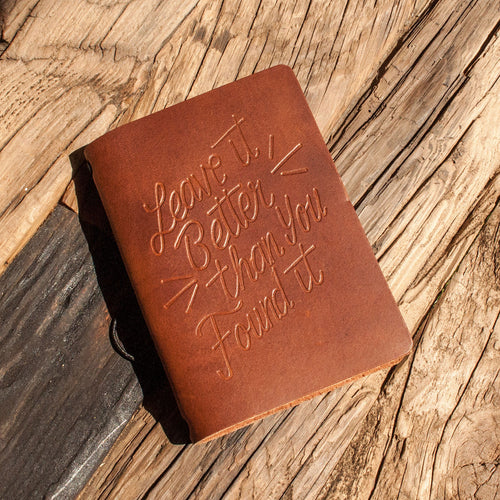 Leave it
Better
than You
Found it